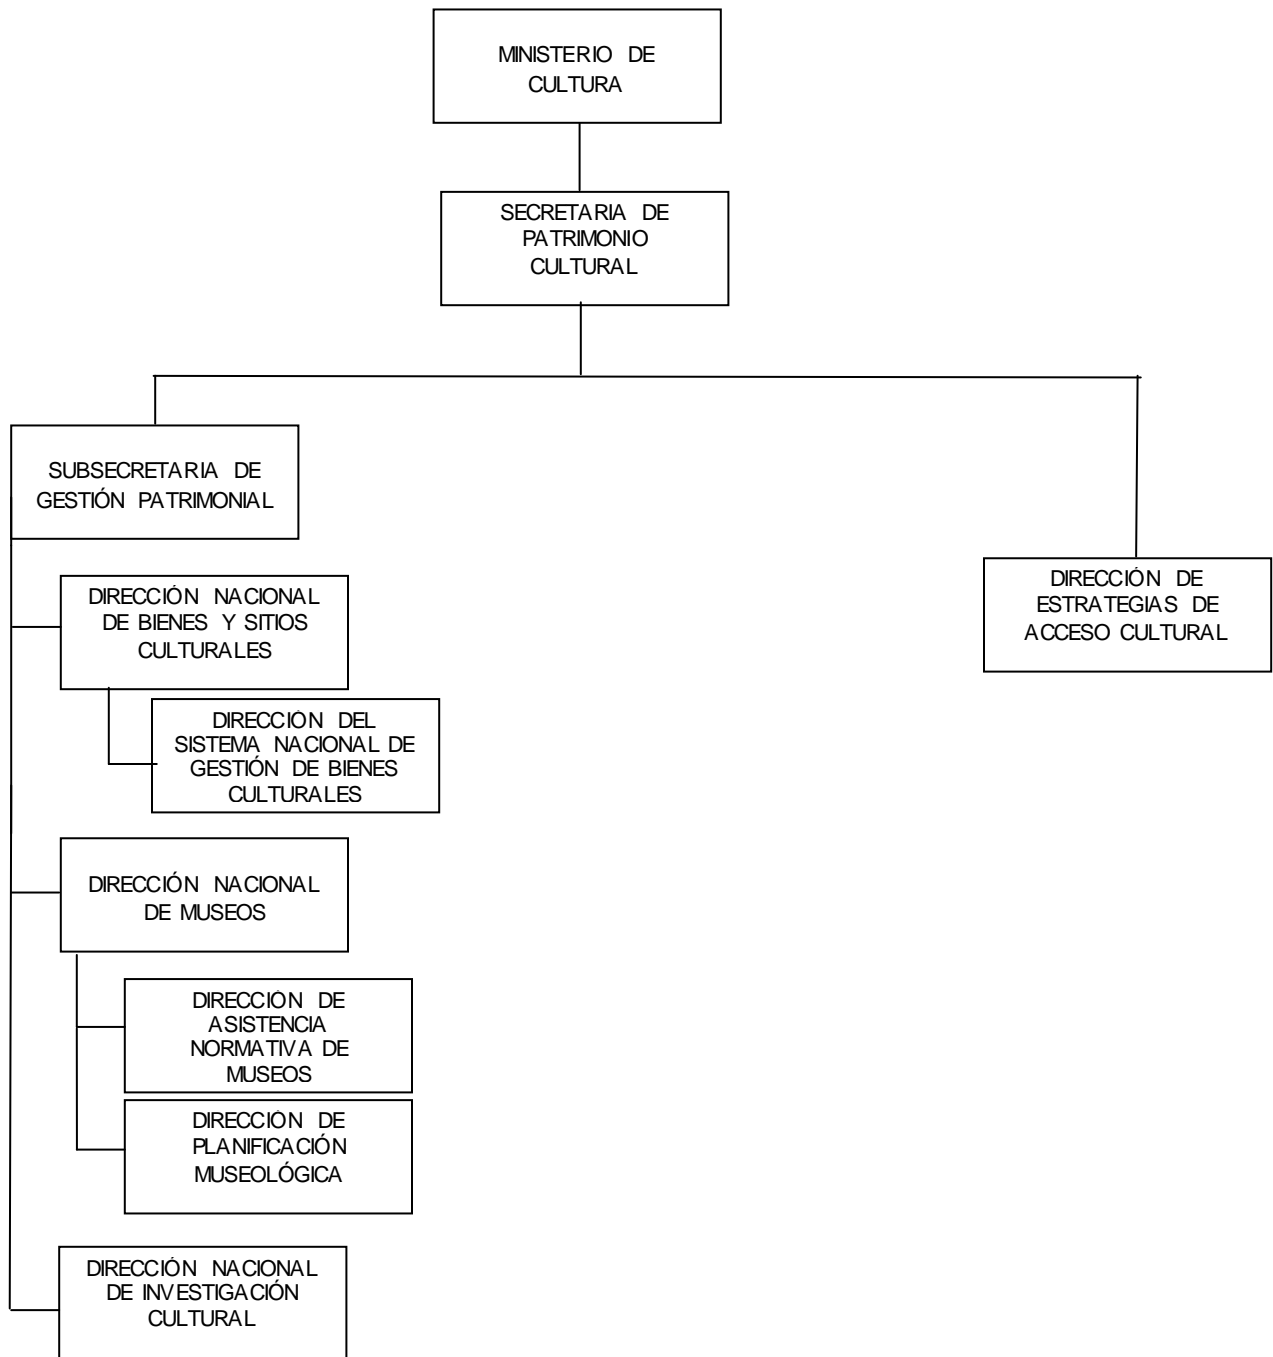 MINISTERIO DE
CULTURA
SECRETARIA DE
PATRIMONIO
CULTURAL
SUBSECRETARIA DE
GESTIÓN PATRIMONIAL
DIRECCIÓN NACIONAL
DE BIENES Y SITIOS
CULTURALES
DIRECCIÓN DEL
SISTEMA NACIONAL DE
GESTIÓN DE BIENES
CULTURALES
DIRECCIÓN NACIONAL
DE MUSEOS
DIRECCIÓN DE
ASISTENCIA
NORMATIVA DE
MUSEOS
DIRECCIÓN DE
PLANIFICACIÓN
MUSEOLÓGICA
DIRECCIÓN NACIONAL
DE INVESTIGACIÓN
CULTURAL
DIRECCIÓN DE
ESTRATEGIAS DE
ACCESO CULTURAL